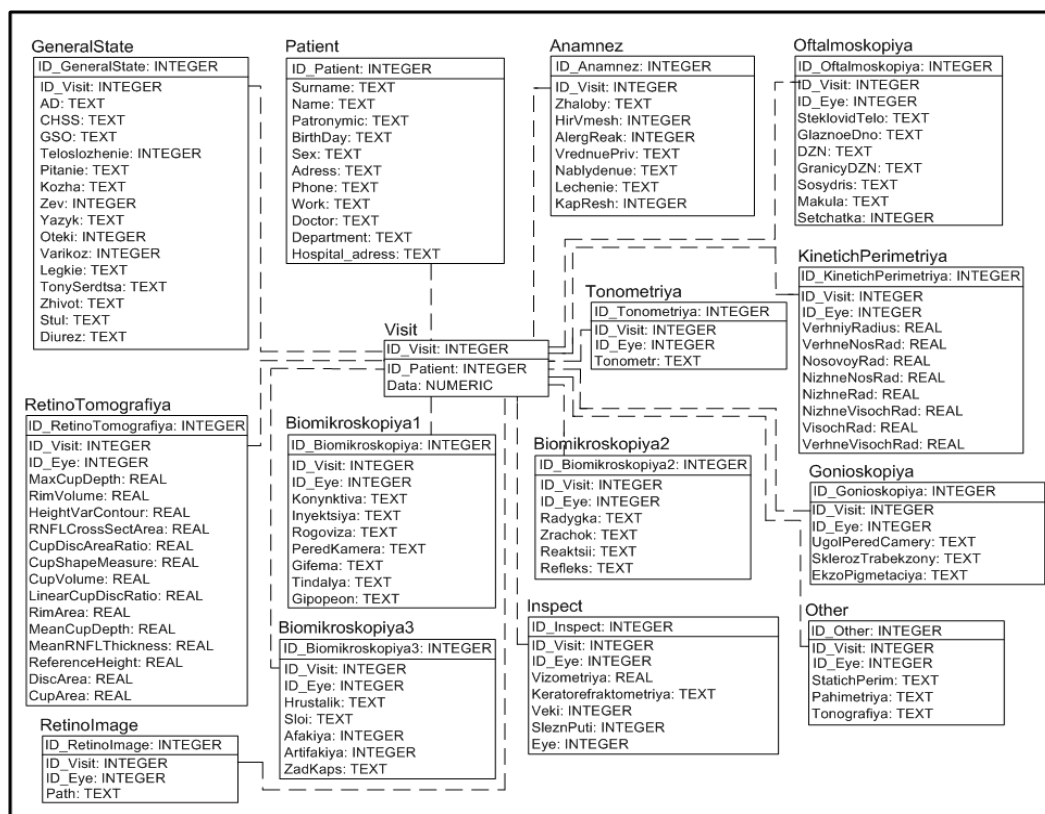 GeneralState
ID_GeneralState: INTEGER
ID_Visit: INTEGER
AD: TEXT
CHSS: TEXT
GSO: TEXT
Teloslozhenie: INTEGER
Pitanie: TEXT
Kozha: TEXT
Zev: INTEGER
Yazyk: TEXT
Oteki: INTEGER
Varikoz: INTEGER
Legkie: TEXT
TonySerdtsa: TEXT
Zhivot: TEXT
Stul: TEXT
Diurez: TEXT
Patient
ID_Patient: INTEGER
Surname: TEXT
Name: TEXT
Patronymic: TEXT
BirthDay: TEXT
Sex: TEXT
Adress: TEXT
Phone: TEXT
Work: TEXT
Doctor: TEXT
Department: TEXT
Hospital_adress: TEXT
Anamnez
ID_Anamnez: INTEGER
ID_Visit: INTEGER
Zhaloby: TEXT
HirVmesh: INTEGER
AlergReak: INTEGER
VrednuePriv: TEXT
Nablydenue: TEXT
Lechenie: TEXT
KapResh: INTEGER
Oftalmoskopiya
ID_Oftalmoskopiya: INTEGER
ID_Visit: INTEGER
ID_Eye: INTEGER
SteklovidTelo: TEXT
GlaznoeDno: TEXT
DZN: TEXT
GranicyDZN: TEXT
Sosydris: TEXT
Makula: TEXT
Setchatka: INTEGER
KinetichPerimetriya
ID_KinetichPerimetriya: INTEGER
ID_Visit: INTEGER
ID_Eye: INTEGER
VerhniyRadius: REAL
VerhneNosRad: REAL
NosovoyRad: REAL
NizhneNosRad: REAL
NizhneRad: REAL
NizhneVisochRad: REAL
VisochRad: REAL
VerhneVisochRad: REAL
Tonometriya
ID_Tonometriya: INTEGER
ID_Visit: INTEGER
ID_Eye: INTEGER
Tonometr: TEXT
Visit
ID_Visit: INTEGER
ID_Patient: INTEGER
Data: NUMERIC
RetinoTomografiya
ID_RetinoTomografiya: INTEGER
ID_Visit: INTEGER
ID_Eye: INTEGER
MaxCupDepth: REAL
RimVolume: REAL
HeightVarContour: REAL
RNFLCrossSectArea: REAL
CupDiscAreaRatio: REAL
CupShapeMeasure: REAL
CupVolume: REAL
LinearCupDiscRatio: REAL
RimArea: REAL
MeanCupDepth: REAL
MeanRNFLThickness: REAL
ReferenceHeight: REAL
DiscArea: REAL
CupArea: REAL
Biomikroskopiya1
ID_Biomikroskopiya: INTEGER
ID_Visit: INTEGER
ID_Eye: INTEGER
Konynktiva: TEXT
Inyektsiya: TEXT
Rogoviza: TEXT
PeredKamera: TEXT
Gifema: TEXT
Tindalya: TEXT
Gipopeon: TEXT
Biomikroskopiya2
ID_Biomikroskopiya2: INTEGER
ID_Visit: INTEGER
ID_Eye: INTEGER
Radygka: TEXT
Zrachok: TEXT
Reaktsii: TEXT
Refleks: TEXT
Gonioskopiya
ID_Gonioskopiya: INTEGER
ID_Visit: INTEGER
ID_Eye: INTEGER
UgolPeredCamery: TEXT
SklerozTrabekzony: TEXT
EkzoPigmetaciya: TEXT
Biomikroskopiya3
ID_Biomikroskopiya3: INTEGER
ID_Visit: INTEGER
ID_Eye: INTEGER
Hrustalik: TEXT
Sloi: TEXT
Afakiya: INTEGER
Artifakiya: INTEGER
ZadKaps: TEXT
Inspect
ID_Inspect: INTEGER
ID_Visit: INTEGER
ID_Eye: INTEGER
Vizometriya: REAL
Keratorefraktometriya: TEXT
Veki: INTEGER
SleznPuti: INTEGER
Eye: INTEGER
Other
ID_Other: INTEGER
ID_Visit: INTEGER
ID_Eye: INTEGER
StatichPerim: TEXT
Pahimetriya: TEXT
Tonografiya: TEXT
RetinoImage
ID_RetinoImage: INTEGER
ID_Visit: INTEGER
ID_Eye: INTEGER
Path: TEXT